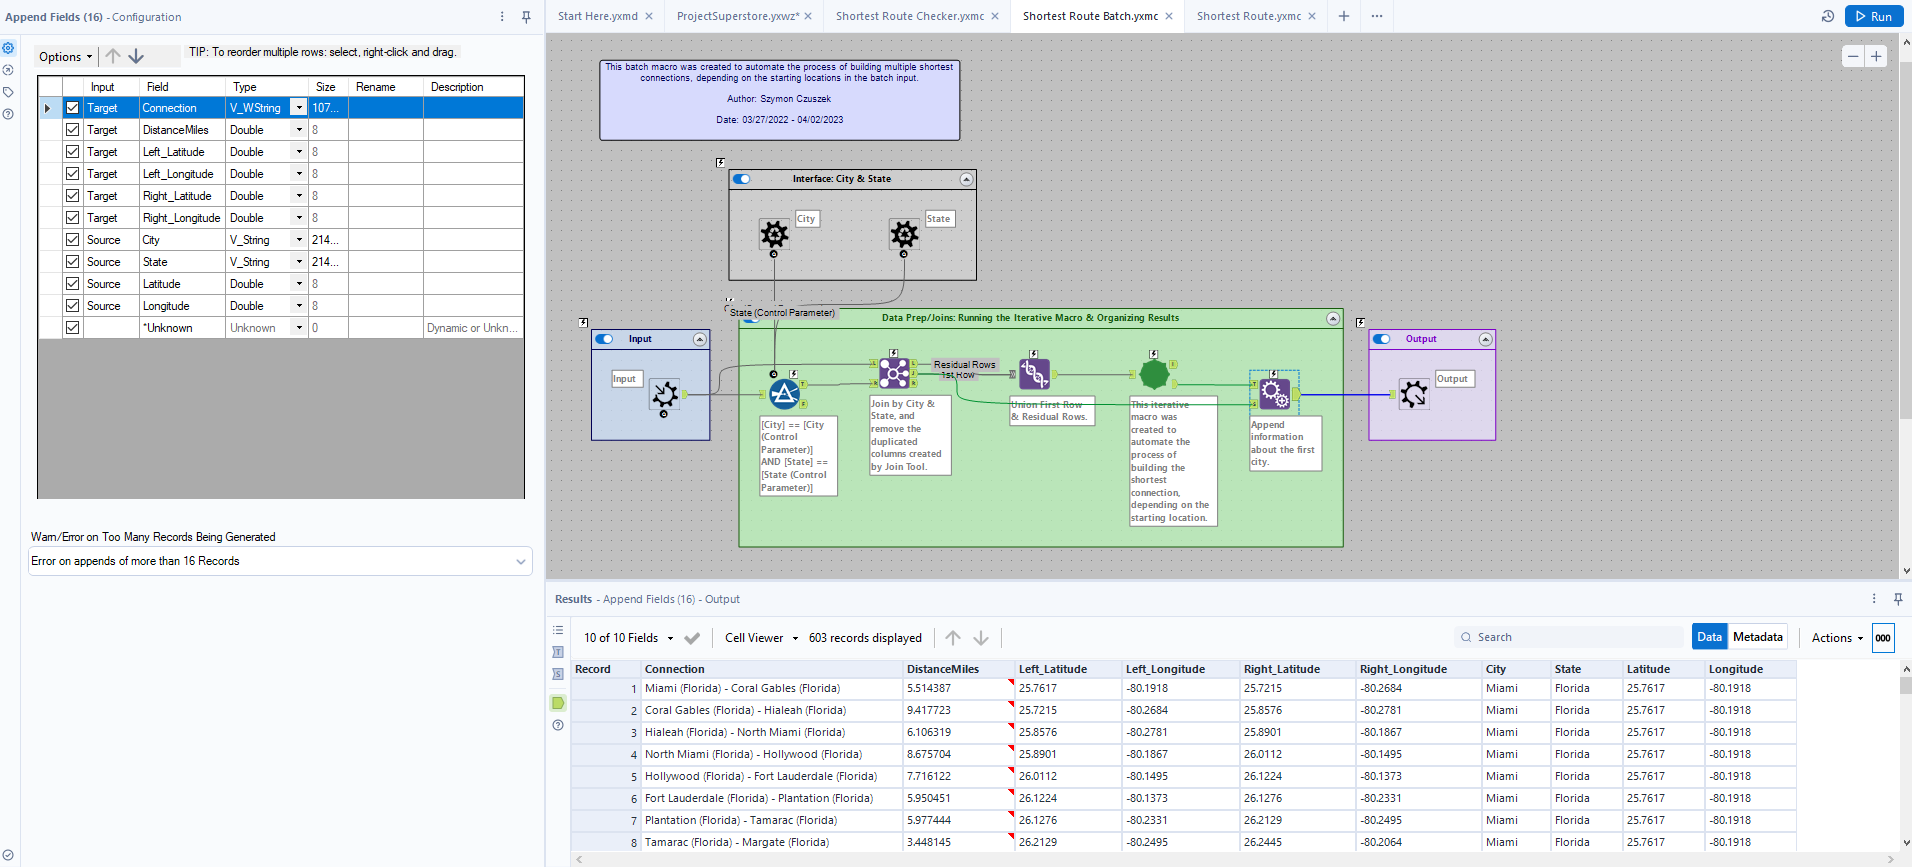 Append Fields (16) - Configuration
Options
TIP: To reorder multiple rows: select, right-click and drag.
Input Field Type Size Rename Description
Target Connection V_WString 107...
Target DistanceMiles Double 8
Target Left_Latitude Double 8
Target Left_Longitude Double 8
Target Right_Latitude Double 8
Target Right_Longitude Double 8
Source City V_String 214...
Source State V_String 214...
Source Latitude Double 8
Source Longitude Double 8
*Unknown Unknown 0 Dynamic or Unkn...
Warn/Error on Too Many Records Being Generated
Error on appends of more than 16 Records
Start Here.yxmd
ProjectSuperstore.yxwz*
Shortest Route Checker.yxmc
Shortest Route Batch.yxmc
Shortest Route.yxmc
Run
This batch macro was created to automate the process of building multiple shortest
connections, depending on the starting locations in the batch input.
Author: Szymon Czuszek
Date: 03/27/2022 - 04/02/2023
Interface: City & State
City
State
State (Control Parameter)
Data Prep/Joins: Running the Iterative Macro & Organizing Results
Input
Input
Residual Rows
1st Row
[City] == [City
(Control
Parameter)]
AND [State] ==
[State (Control
Parameter)]
Join by City &
State, and
remove the
duplicated
columns created
by Join Tool.
Union First Row
& Residual Rows.
This iterative
macro was
created to
automate the
process of
building the
shortest
connection,
depending on the
starting location.
Append
information
about the first
city.
Output
Output
Results - Append Fields (16) - Output
10 of 10 Fields
Cell Viewer
603 records displayed
Search
Data
Metadata
Actions
000
Record Connection DistanceMiles Left_Latitude Left_Longitude Right_Latitude Right_Longitude City State Latitude Longitude
1 Miami (Florida) - Coral Gables (Florida) 5.514387 25.7617 -80.1918 25.7215 -80.2684 Miami Florida 25.7617 -80.1918
2 Coral Gables (Florida) - Hialeah (Florida) 9.417723 25.7215 -80.2684 25.8576 -80.2781 Miami Florida 25.7617 -80.1918
3 Hialeah (Florida) - North Miami (Florida) 6.106319 25.8576 -80.2781 25.8901 -80.1867 Miami Florida 25.7617 -80.1918
4 North Miami (Florida) - Hollywood (Florida) 8.675704 25.8901 -80.1867 26.0112 -80.1495 Miami Florida 25.7617 -80.1918
5 Hollywood (Florida) - Fort Lauderdale (Florida) 7.716122 26.0112 -80.1495 26.1224 -80.1373 Miami Florida 25.7617 -80.1918
6 Fort Lauderdale (Florida) - Plantation (Florida) 5.950451 26.1224 -80.1373 26.1276 -80.2331 Miami Florida 25.7617 -80.1918
7 Plantation (Florida) - Tamarac (Florida) 5.977444 26.1276 -80.2331 26.2129 -80.2495 Miami Florida 25.7617 -80.1918
8 Tamarac (Florida) - Margate (Florida) 3.448145 26.2129 -80.2495 26.2445 -80.2064 Miami Florida 25.7617 -80.1918